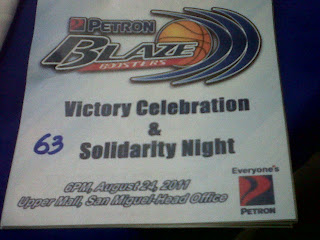 PETRON
BLAZE
BOOSTERS
Victory Celebration
&
63
Solidarity Night
6PM, August 24, 2011
Upper Mall, San Miguel-Head Office
Everyone's
PETRON